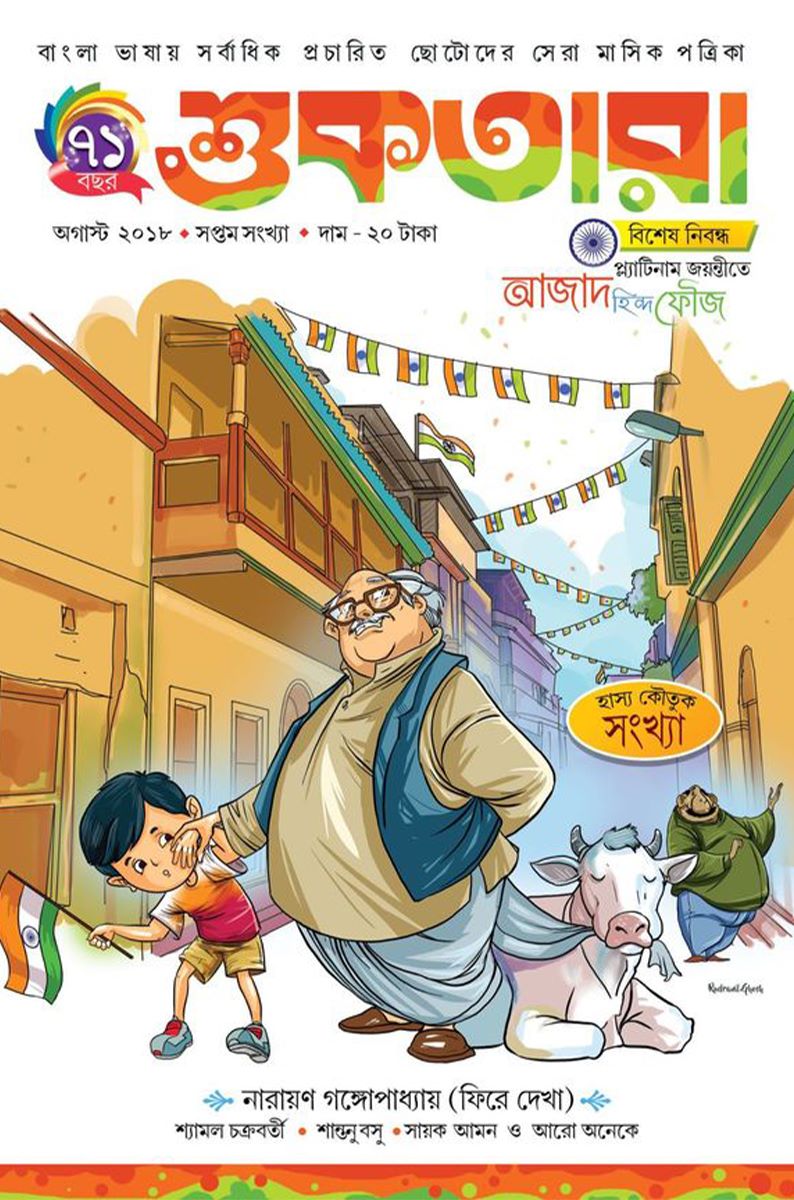 বাংলা ভাষায় সর্বাধিক প্রচারিত ছোটোদের সেরা মাসিক পত্রিকা
৭১
বছর
শুকতারা
অগাস্ট ২০১৮ ◆ সপ্তম সংখ্যা ◆ দাম - ২০ টাকা
বিশেষ নিবন্ধ
প্ল্যাটিনাম জয়ন্তীতে
আজাদ হিন্দ ফৌজ
হাস্য কৌতুক
সংখ্যা
নারায়ণ গঙ্গোপাধ্যায় (ফিরে দেখা)
শ্যামল চক্রবর্তী • শান্তনু বসু • সায়ক আমন ও আরো অনেকে